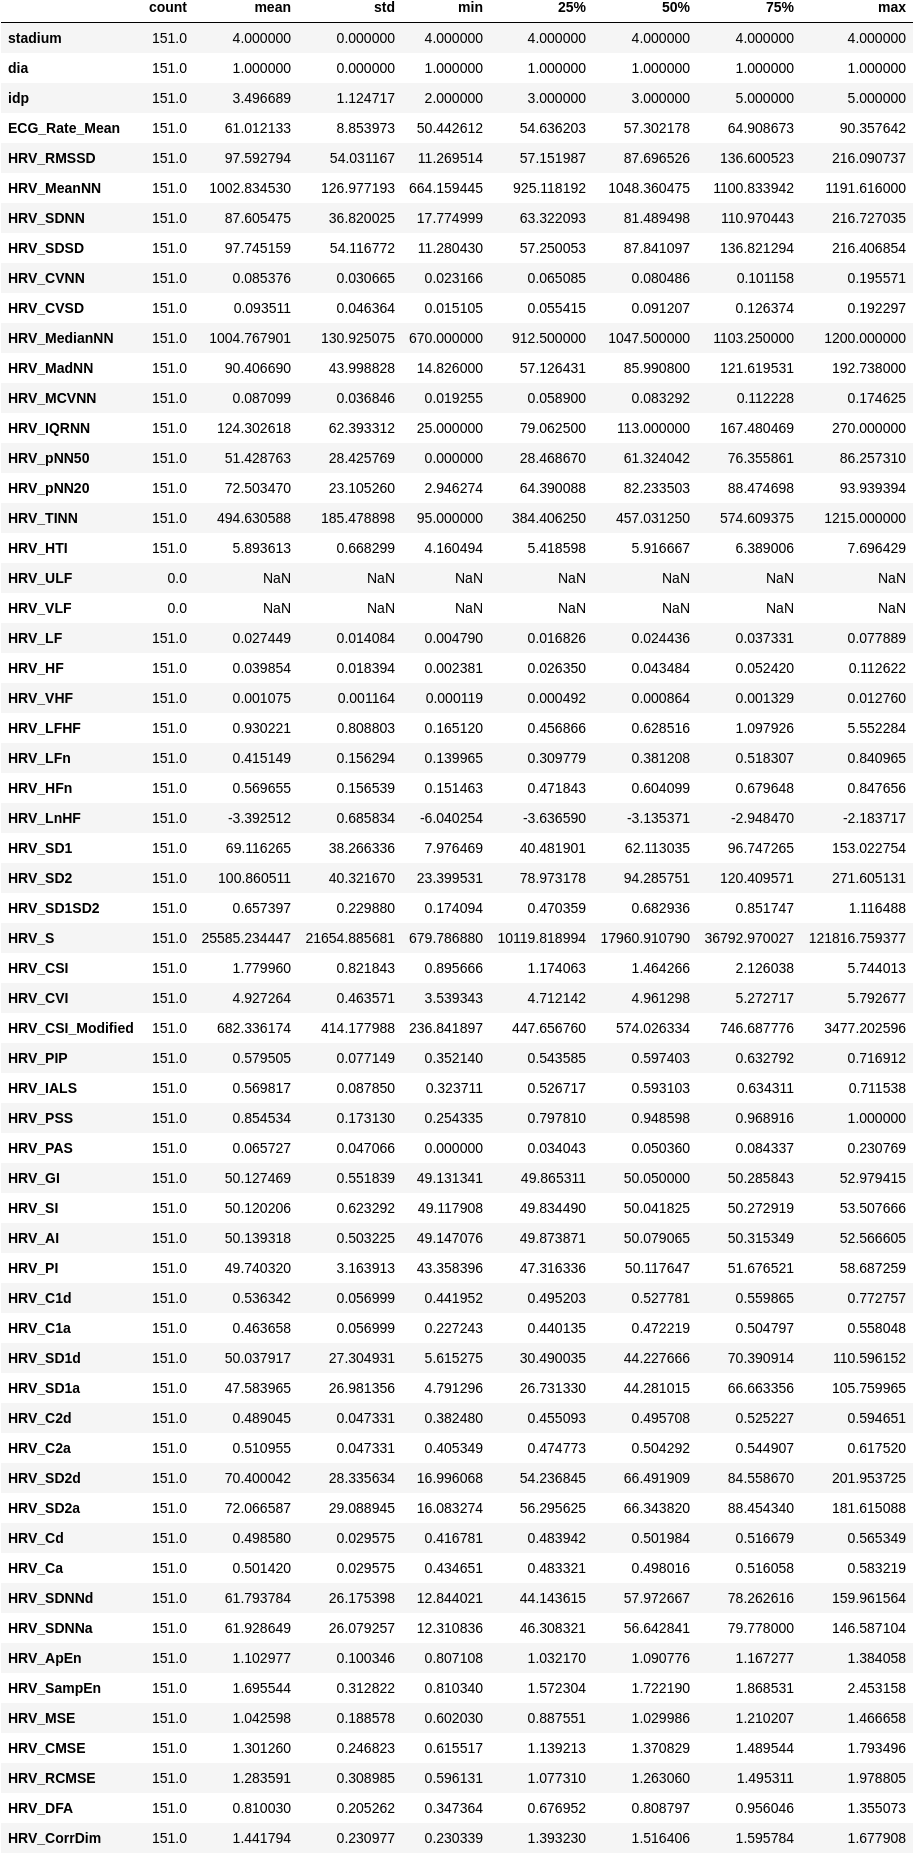 count mean std min 25% 50% 75% max
stadium 151.0 4.000000 0.000000 4.000000 4.000000 4.000000 4.000000 4.000000
dia 151.0 1.000000 0.000000 1.000000 1.000000 1.000000 1.000000 1.000000
idp 151.0 3.496689 1.124717 2.000000 3.000000 3.000000 5.000000 5.000000
ECG_Rate_Mean 151.0 61.012133 8.853973 50.442612 54.636203 57.302178 64.908673 90.357642
HRV_RMSSD 151.0 97.592794 54.031167 11.269514 57.151987 87.696526 136.600523 216.090737
HRV_MeanNN 151.0 1002.834530 126.977193 664.159445 925.118192 1048.360475 1100.833942 1191.616000
HRV_SDNN 151.0 87.605475 36.820025 17.774999 63.322093 81.489498 110.970443 216.727035
HRV_SDSD 151.0 97.745159 54.116772 11.280430 57.250053 87.841097 136.821294 216.406854
HRV_CVNN 151.0 0.085376 0.030665 0.023166 0.065085 0.080486 0.101158 0.195571
HRV_CVSD 151.0 0.093511 0.046364 0.015105 0.055415 0.091207 0.126374 0.192297
HRV_MedianNN 151.0 1004.767901 130.925075 670.000000 912.500000 1047.500000 1103.250000 1200.000000
HRV_MadNN 151.0 90.406690 43.998828 14.826000 57.126431 85.990800 121.619531 192.738000
HRV_MCVNN 151.0 0.087099 0.036846 0.019255 0.058900 0.083292 0.112228 0.174625
HRV_IQRNN 151.0 124.302618 62.393312 25.000000 79.062500 113.000000 167.480469 270.000000
HRV_pNN50 151.0 51.428763 28.425769 0.000000 28.468670 61.324042 76.355861 86.257310
HRV_pNN20 151.0 72.503470 23.105260 2.946274 64.390088 82.233503 88.474698 93.939394
HRV_TINN 151.0 494.630588 185.478898 95.000000 384.406250 457.031250 574.609375 1215.000000
HRV_HTI 151.0 5.893613 0.668299 4.160494 5.418598 5.916667 6.389006 7.696429
HRV_ULF 0.0 NaN NaN NaN NaN NaN NaN NaN
HRV_VLF 0.0 NaN NaN NaN NaN NaN NaN NaN
HRV_LF 151.0 0.027449 0.014084 0.004790 0.016826 0.024436 0.037331 0.077889
HRV_HF 151.0 0.039854 0.018394 0.002381 0.026350 0.043484 0.052420 0.112622
HRV_VHF 151.0 0.001075 0.001164 0.000119 0.000492 0.000864 0.001329 0.012760
HRV_LFHF 151.0 0.930221 0.808803 0.165120 0.456866 0.628516 1.097926 5.552284
HRV_LFn 151.0 0.415149 0.156294 0.139965 0.309779 0.381208 0.518307 0.840965
HRV_HFn 151.0 0.569655 0.156539 0.151463 0.471843 0.604099 0.679648 0.847656
HRV_LnHF 151.0 -3.392512 0.685834 -6.040254 -3.636590 -3.135371 -2.948470 -2.183717
HRV_SD1 151.0 69.116265 38.266336 7.976469 40.481901 62.113035 96.747265 153.022754
HRV_SD2 151.0 100.860511 40.321670 23.399531 78.973178 94.285751 120.409571 271.605131
HRV_SD1SD2 151.0 0.657397 0.229880 0.174094 0.470359 0.682936 0.851747 1.116488
HRV_S 151.0 25585.234447 21654.885681 679.786880 10119.818994 17960.910790 36792.970027 121816.759377
HRV_CSI 151.0 1.779960 0.821843 0.895666 1.174063 1.464266 2.126038 5.744013
HRV_CVI 151.0 4.927264 0.463571 3.539343 4.712142 4.961298 5.272717 5.792677
HRV_CSI_Modified 151.0 682.336174 414.177988 236.841897 447.656760 574.026334 746.687776 3477.202596
HRV_PIP 151.0 0.579505 0.077149 0.352140 0.543585 0.597403 0.632792 0.716912
HRV_IALS 151.0 0.569817 0.087850 0.323711 0.526717 0.593103 0.634311 0.711538
HRV_PSS 151.0 0.854534 0.173130 0.254335 0.797810 0.948598 0.968916 1.000000
HRV_PAS 151.0 0.065727 0.047066 0.000000 0.034043 0.050360 0.084337 0.230769
HRV_GI 151.0 50.127469 0.551839 49.131341 49.865311 50.050000 50.285843 52.979415
HRV_SI 151.0 50.120206 0.623292 49.117908 49.834490 50.041825 50.272919 53.507666
HRV_AI 151.0 50.139318 0.503225 49.147076 49.873871 50.079065 50.315349 52.566605
HRV_PI 151.0 49.740320 3.163913 43.358396 47.316336 50.117647 51.676521 58.687259
HRV_C1d 151.0 0.536342 0.056999 0.441952 0.495203 0.527781 0.559865 0.772757
HRV_C1a 151.0 0.463658 0.056999 0.227243 0.440135 0.472219 0.504797 0.558048
HRV_SD1d 151.0 50.037917 27.304931 5.615275 30.490035 44.227666 70.390914 110.596152
HRV_SD1a 151.0 47.583965 26.981356 4.791296 26.731330 44.281015 66.663356 105.759965
HRV_C2d 151.0 0.489045 0.047331 0.382480 0.455093 0.495708 0.525227 0.594651
HRV_C2a 151.0 0.510955 0.047331 0.405349 0.474773 0.504292 0.544907 0.617520
HRV_SD2d 151.0 70.400042 28.335634 16.996068 54.236845 66.491909 84.558670 201.953725
HRV_SD2a 151.0 72.066587 29.088945 16.083274 56.295625 66.343820 88.454340 181.615088
HRV_Cd 151.0 0.498580 0.029575 0.416781 0.483942 0.501984 0.516679 0.565349
HRV_Ca 151.0 0.501420 0.029575 0.434651 0.483321 0.498016 0.516058 0.583219
HRV_SDNNd 151.0 61.793784 26.175398 12.844021 44.143615 57.972667 78.262616 159.961564
HRV_SDNNa 151.0 61.928649 26.079257 12.310836 46.308321 56.642841 79.778000 146.587104
HRV_ApEn 151.0 1.102977 0.100346 0.807108 1.032170 1.090776 1.167277 1.384058
HRV_SampEn 151.0 1.695544 0.312822 0.810340 1.572304 1.722190 1.868531 2.453158
HRV_MSE 151.0 1.042598 0.188578 0.602030 0.887551 1.029986 1.210207 1.466658
HRV_CMSE 151.0 1.301260 0.246823 0.615517 1.139213 1.370829 1.489544 1.793496
HRV_RCMSE 151.0 1.283591 0.308985 0.596131 1.077310 1.263060 1.495311 1.978805
HRV_DFA 151.0 0.810030 0.205262 0.347364 0.676952 0.808797 0.956046 1.355073
HRV_CorrDim 151.0 1.441794 0.230977 0.230339 1.393230 1.516406 1.595784 1.677908